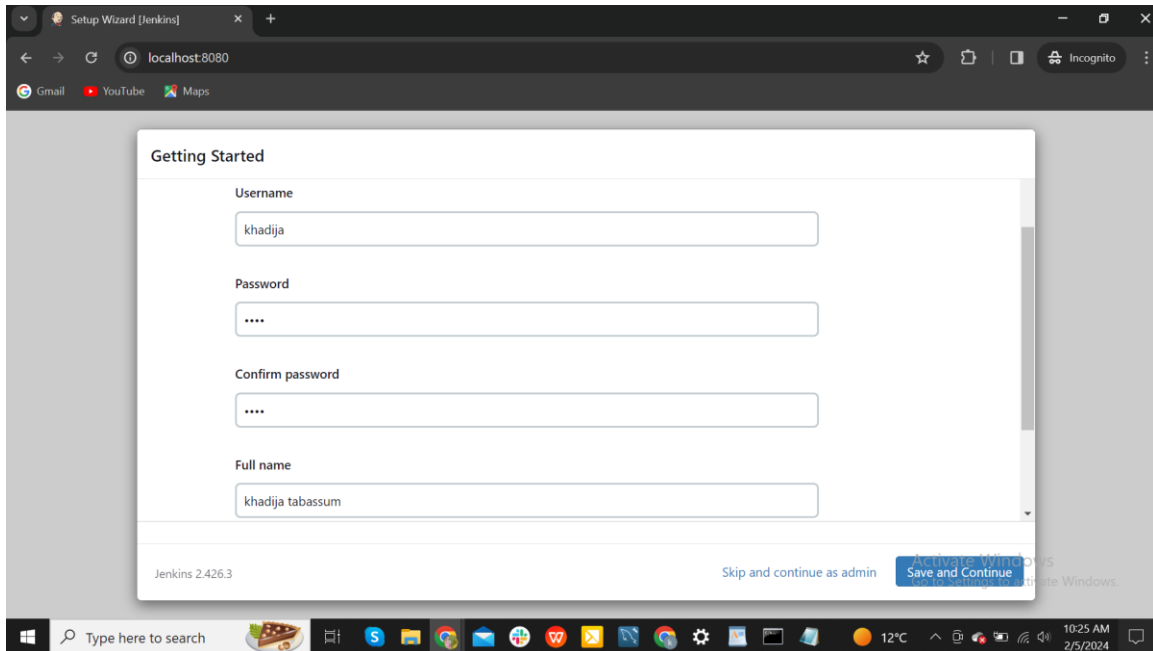 Setup Wizard [Jenkins]
localhost:8080
Incognito
Gmail YouTube Maps
Getting Started
Username
khadija
Password
••••
Confirm password
••••
Full name
khadija tabassum
Jenkins 2.426.3
Skip and continue as admin
Save and Continue
Activate Windows
Go to Settings to activate Windows.
Type here to search
12°C
10:25 AM
2/5/2024